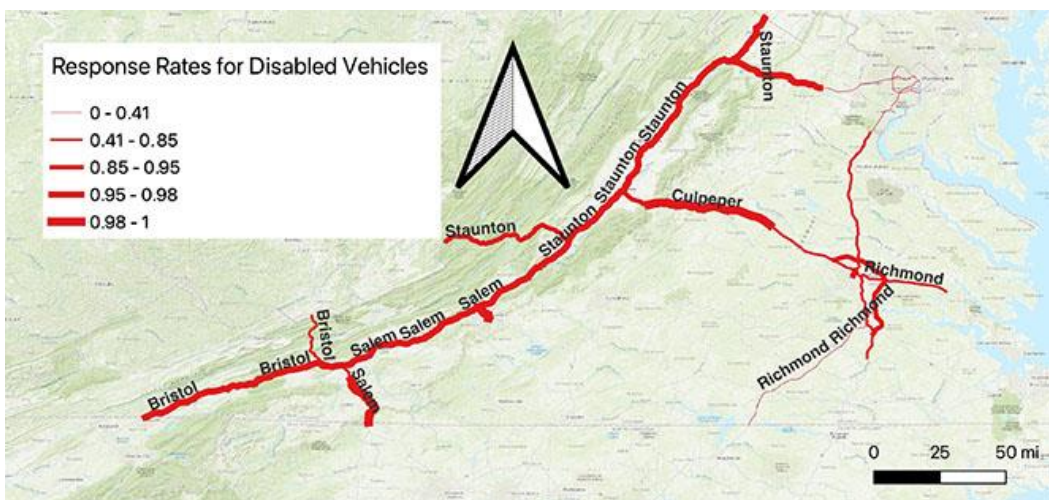 Response Rates for Disabled Vehicles
0 - 0.41
0.41 - 0.85
0.85 - 0.95
0.95 - 0.98
0.98 - 1
Staunton
Staunton
Staunton
Culpeper
Staunton
Staunton
Richmond
Salem
Richmond
Richmond
Bristol
Bristol
Salem
Salem
Bristol
Salem
Bristol
0
25
50 mi.